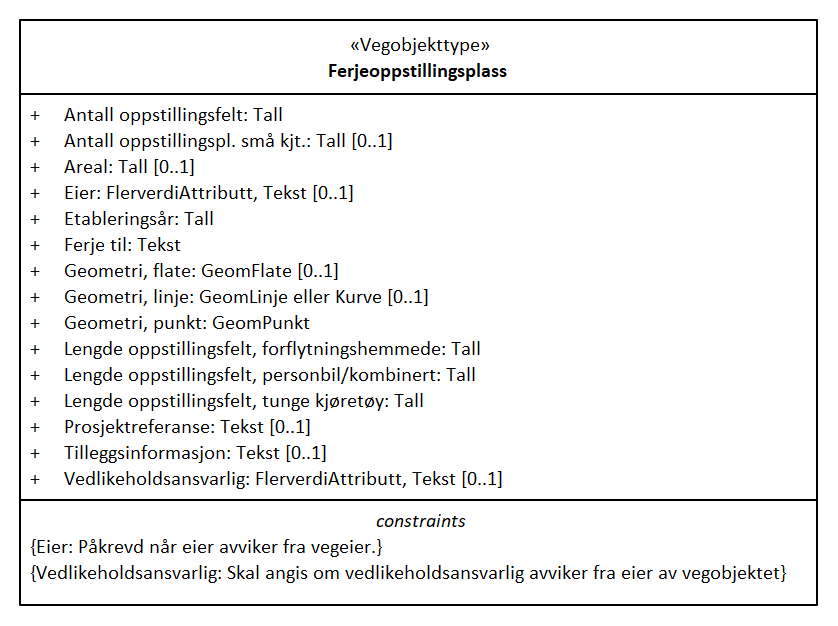 «Vegobjekttype»
Ferjeoppstillingsplass
+ Antall oppstillingsfelt: Tall
+ Antall oppstillingspl. små kjt.: Tall [0..1]
+ Areal: Tall [0..1]
+ Eier: FlerverdiAttributt, Tekst [0..1]
+ Etableringsår: Tall
+ Ferje til: Tekst
+ Geometri, flate: GeomFlate [0..1]
+ Geometri, linje: GeomLinje eller Kurve [0..1]
+ Geometri, punkt: GeomPunkt
+ Lengde oppstillingsfelt, forflytningshemmede: Tall
+ Lengde oppstillingsfelt, personbil/kombinert: Tall
+ Lengde oppstillingsfelt, tunge kjøretøy: Tall
+ Prosjektreferanse: Tekst [0..1]
+ Tilleggsinformasjon: Tekst [0..1]
+ Vedlikeholdsansvarlig: FlerverdiAttributt, Tekst [0..1]
constraints
{Eier: Påkrevd når eier avviker fra vegeier.}
{Vedlikeholdsansvarlig: Skal angis om vedlikeholdsansvarlig avviker fra eier av vegobjektet}